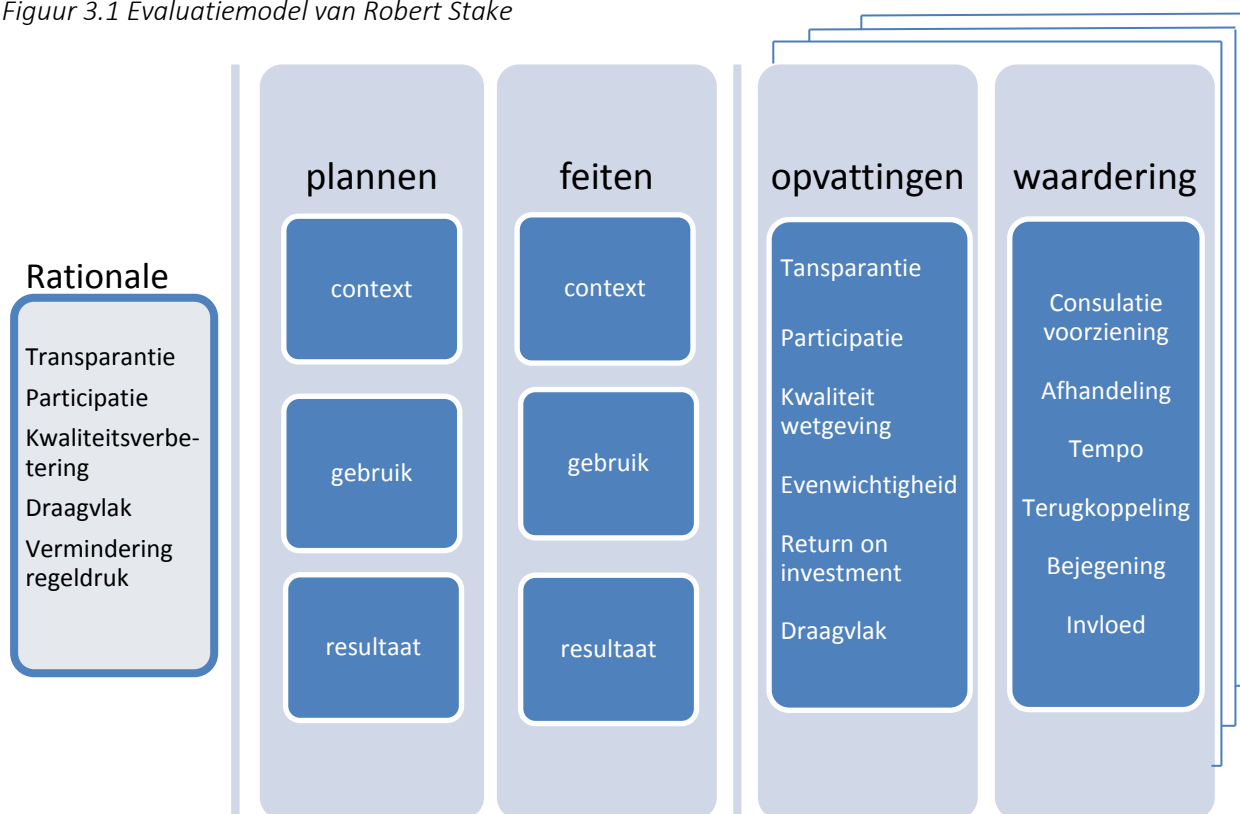 Figuur 3.1 Evaluatiemodel van Robert Stake
Rationale
Transparantie
Participatie
Kwaliteitsverbe-
tering
Draagvlak
Vermindering
regeldruk
plannen
context
gebruik
resultaat
feiten
context
gebruik
resultaat
opvattingen
Tansparantie
Participatie
Kwaliteit
wetgeving
Evenwichtigheid
Return on
investment
Draagvlak
waardering
Consulatie
voorziening
Afhandeling
Tempo
Terugkoppeling
Bejegening
Invloed